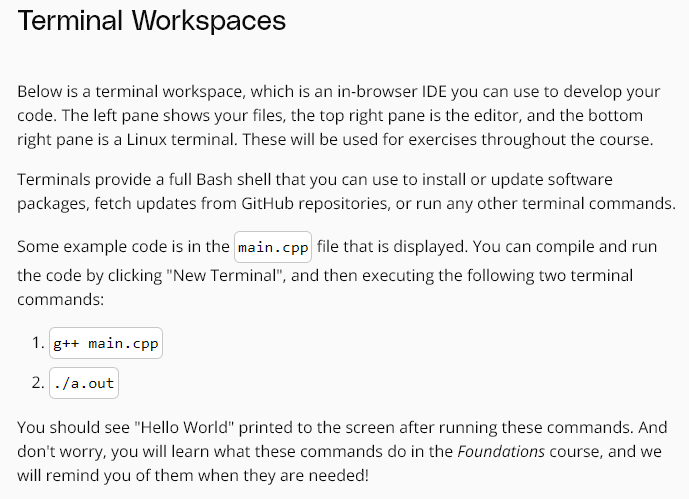 Terminal Workspaces
Below is a terminal workspace, which is an in-browser IDE you can use to develop your
code. The left pane shows your files, the top right pane is the editor, and the bottom
right pane is a Linux terminal. These will be used for exercises throughout the course.
Terminals provide a full Bash shell that you can use to install or update software
packages, fetch updates from GitHub repositories, or run any other terminal commands.
Some example code is in the main.cpp file that is displayed. You can compile and run
the code by clicking "New Terminal", and then executing the following two terminal
commands:
1. g++ main.cpp
2. ./a.out
You should see "Hello World" printed to the screen after running these commands. And
don't worry, you will learn what these commands do in the Foundations course, and we
will remind you of them when they are needed!